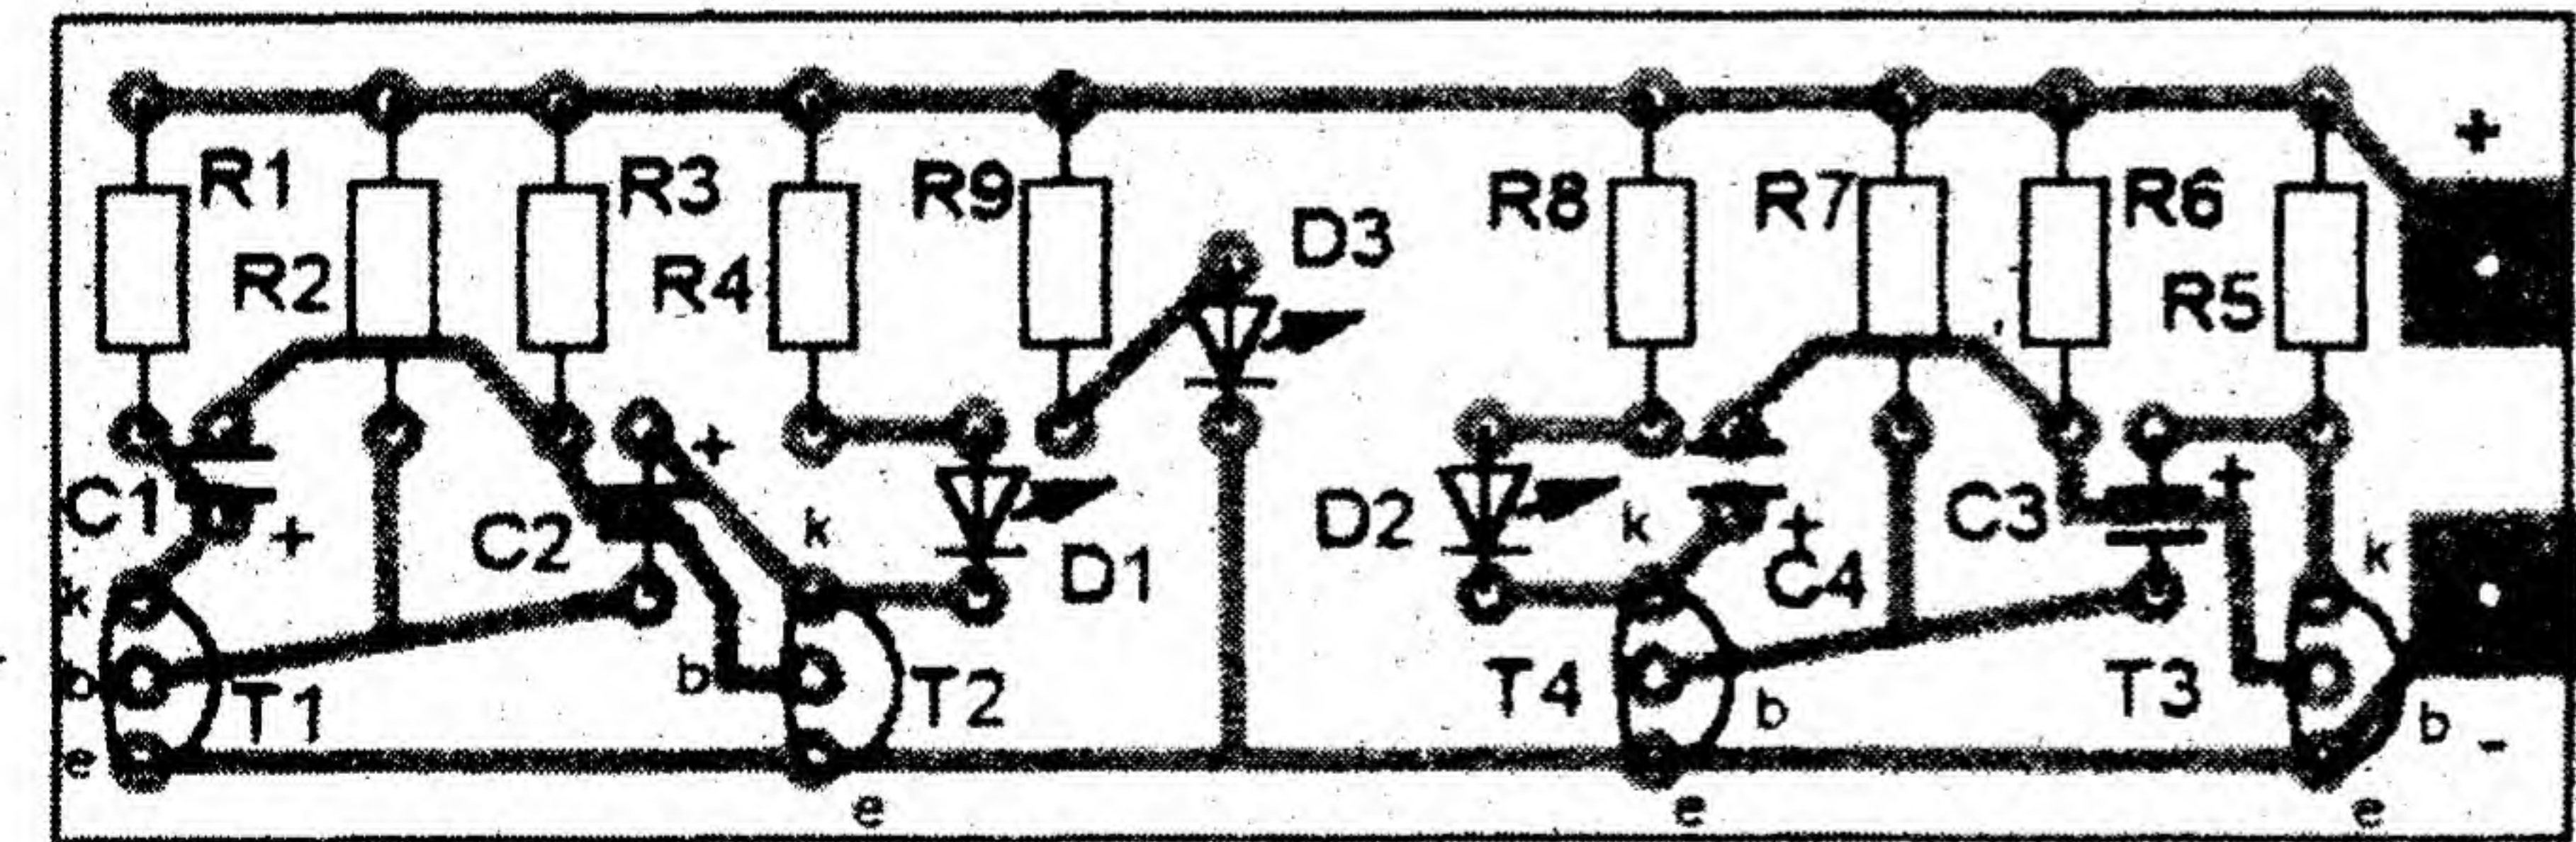 +
R1 R3 R9 R8 R7 R6
R2 R4 D3 R5
+ +
C1 + C2 k D1 D2 k + C4 C3 k
k
b T1 b T2 T4 b T3 b -
e e e e